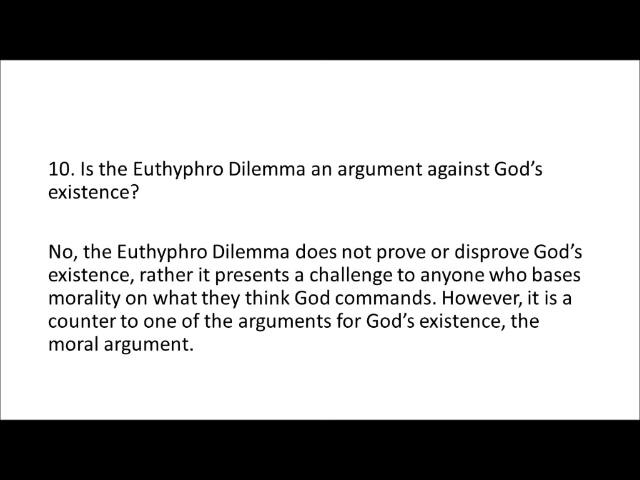 10. Is the Euthyphro Dilemma an argument against God’s
existence?
No, the Euthyphro Dilemma does not prove or disprove God’s
existence, rather it presents a challenge to anyone who bases
morality on what they think God commands. However, it is a
counter to one of the arguments for God’s existence, the
moral argument.